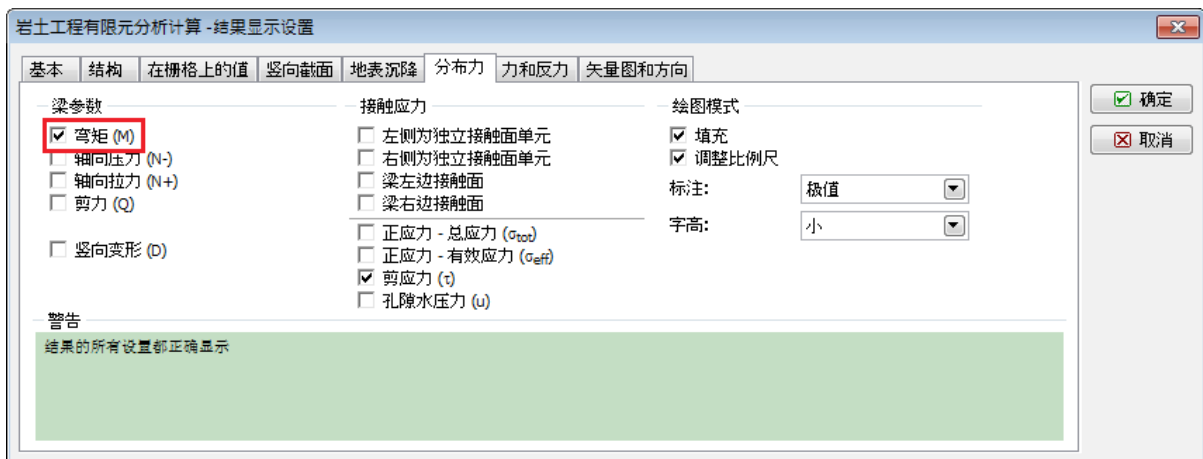 岩土工程有限元分析计算 -结果显示设置
基本 结构 在栅格上的值 竖向截面 地表沉降 分布力 力和反力 矢量图和方向
梁参数
弯矩 (M)
轴向压力 (N-)
轴向拉力 (N+)
剪力 (Q)
竖向变形 (D)
接触应力
左侧为独立接触面单元
右侧为独立接触面单元
梁左边接触面
梁右边接触面
正应力 - 总应力 (σtot)
正应力 - 有效应力 (σeff)
剪应力 (τ)
孔隙水压力 (u)
绘图模式
填充
调整比例尺
标注: 极值
字高: 小
确定
取消
警告
结果的所有设置都正确显示